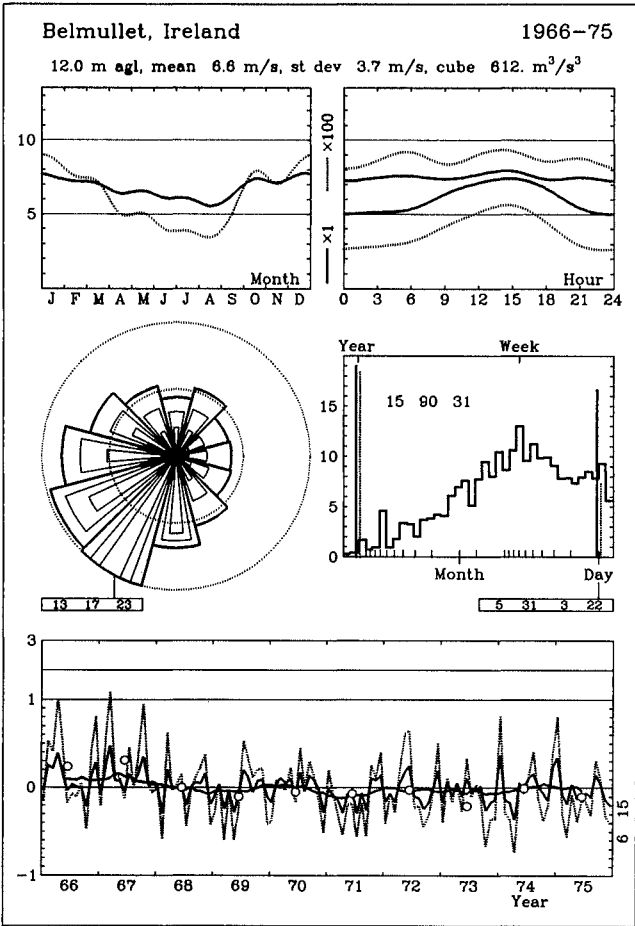 Belmullet, Ireland 1966-75
12.0 m agl, mean 6.6 m/s, st dev 3.7 m/s, cube 612. m³/s³
10
5
Month
J F M A M J J A S O N D
×1 ×100
Hour
0 3 6 9 12 15 18 21 24
Year Week
15 90 31
15
10
5
0
Month Day
13 17 23
5 31 3 22
3
1
0
-1
66 67 68 69 70 71 72 73 74 75
Year
6 15